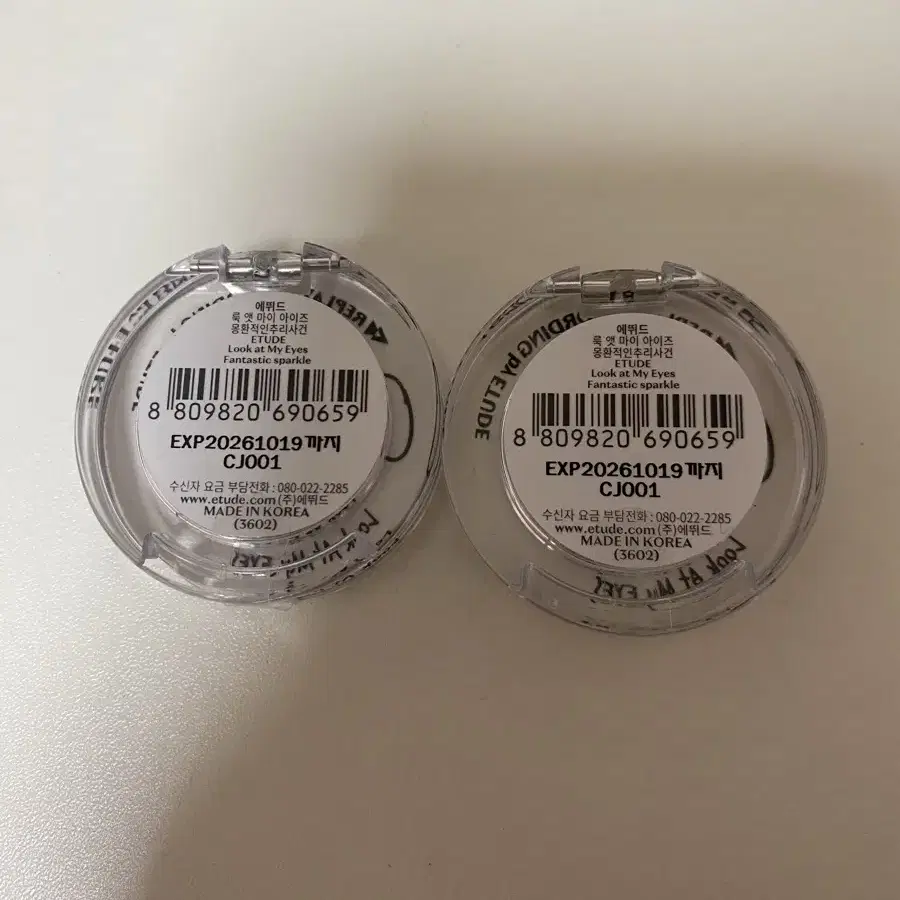 에뛰드
룩 앳 마이 아이즈
몽환적인추리사건
ETUDE
Look at My Eyes
Fantastic sparkle
8 809820 690659
EXP20261019까지
CJ001
수신자 요금 부담전화 : 080-022-2285
www.etude.com (주)에뛰드
MADE IN KOREA
(3602)
Look At My EYES
에뛰드
룩 앳 마이 아이즈
몽환적인추리사건
ETUDE
Look at My Eyes
Fantastic sparkle
8 809820 690659
EXP20261019까지
CJ001
수신자 요금 부담전화 : 080-022-2285
www.etude.com (주)에뛰드
MADE IN KOREA
(3602)
RDING by ETUDE
Look At My EYES